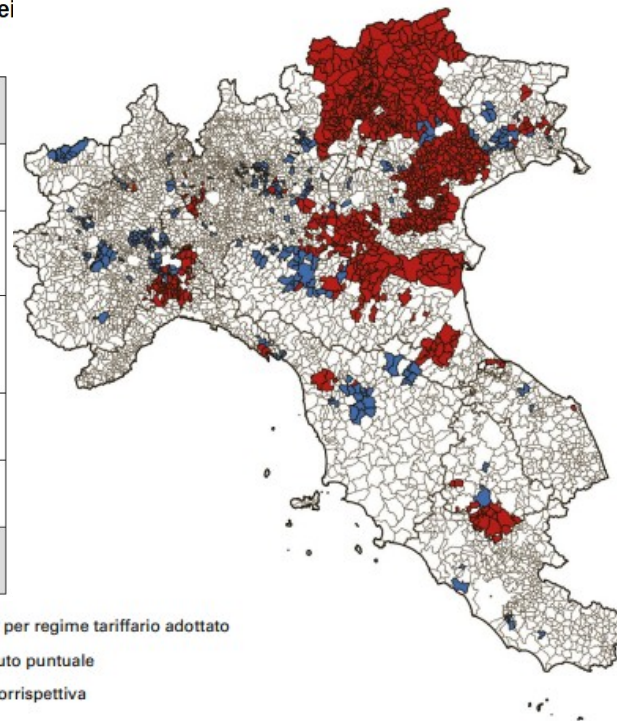 ei
per regime tariffario adottato
uto puntuale
orrispettiva